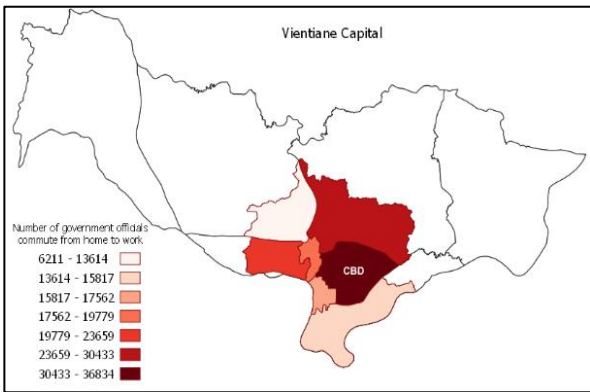 Vientiane Capital
Number of government officials
commute from home to work
6211 - 13614
13614 - 15817
15817 - 17562
17562 - 19779
19779 - 23659
23659 - 30433
30433 - 36834
CBD